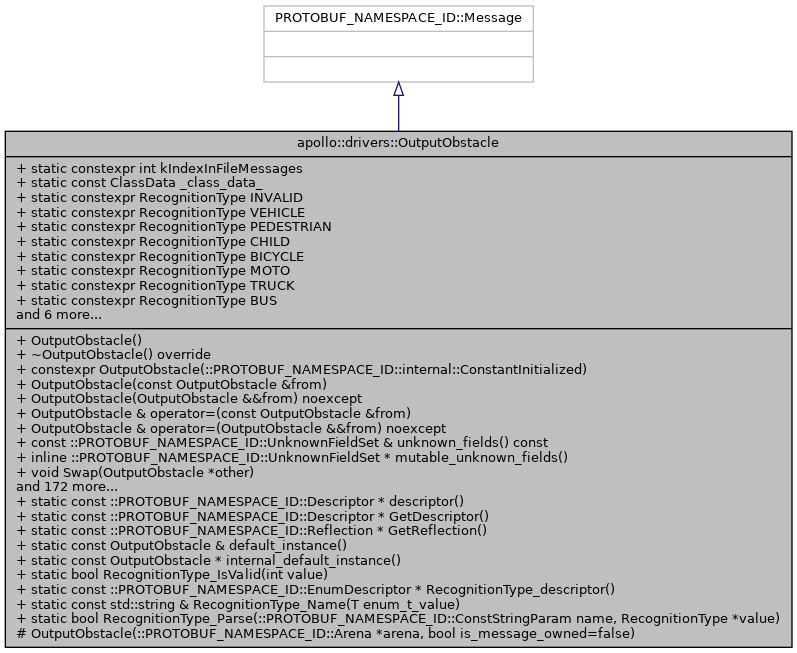 PROTOBUF_NAMESPACE_ID::Message
apollo::drivers::OutputObstacle
+ static constexpr int kIndexInFileMessages
+ static const ClassData _class_data_
+ static constexpr RecognitionType INVALID
+ static constexpr RecognitionType VEHICLE
+ static constexpr RecognitionType PEDESTRIAN
+ static constexpr RecognitionType CHILD
+ static constexpr RecognitionType BICYCLE
+ static constexpr RecognitionType MOTO
+ static constexpr RecognitionType TRUCK
+ static constexpr RecognitionType BUS
and 6 more...
+ OutputObstacle()
+ ~OutputObstacle() override
+ constexpr OutputObstacle(::PROTOBUF_NAMESPACE_ID::internal::ConstantInitialized)
+ OutputObstacle(const OutputObstacle &from)
+ OutputObstacle(OutputObstacle &&from) noexcept
+ OutputObstacle & operator=(const OutputObstacle &from)
+ OutputObstacle & operator=(OutputObstacle &&from) noexcept
+ const ::PROTOBUF_NAMESPACE_ID::UnknownFieldSet & unknown_fields() const
+ inline ::PROTOBUF_NAMESPACE_ID::UnknownFieldSet * mutable_unknown_fields()
+ void Swap(OutputObstacle *other)
and 172 more...
+ static const ::PROTOBUF_NAMESPACE_ID::Descriptor * descriptor()
+ static const ::PROTOBUF_NAMESPACE_ID::Descriptor * GetDescriptor()
+ static const ::PROTOBUF_NAMESPACE_ID::Reflection * GetReflection()
+ static const OutputObstacle & default_instance()
+ static const OutputObstacle * internal_default_instance()
+ static bool RecognitionType_IsValid(int value)
+ static const ::PROTOBUF_NAMESPACE_ID::EnumDescriptor * RecognitionType_descriptor()
+ static const std::string & RecognitionType_Name(T enum_t_value)
+ static bool RecognitionType_Parse(::PROTOBUF_NAMESPACE_ID::ConstStringParam name, RecognitionType *value)
# OutputObstacle(::PROTOBUF_NAMESPACE_ID::Arena *arena, bool is_message_owned=false)